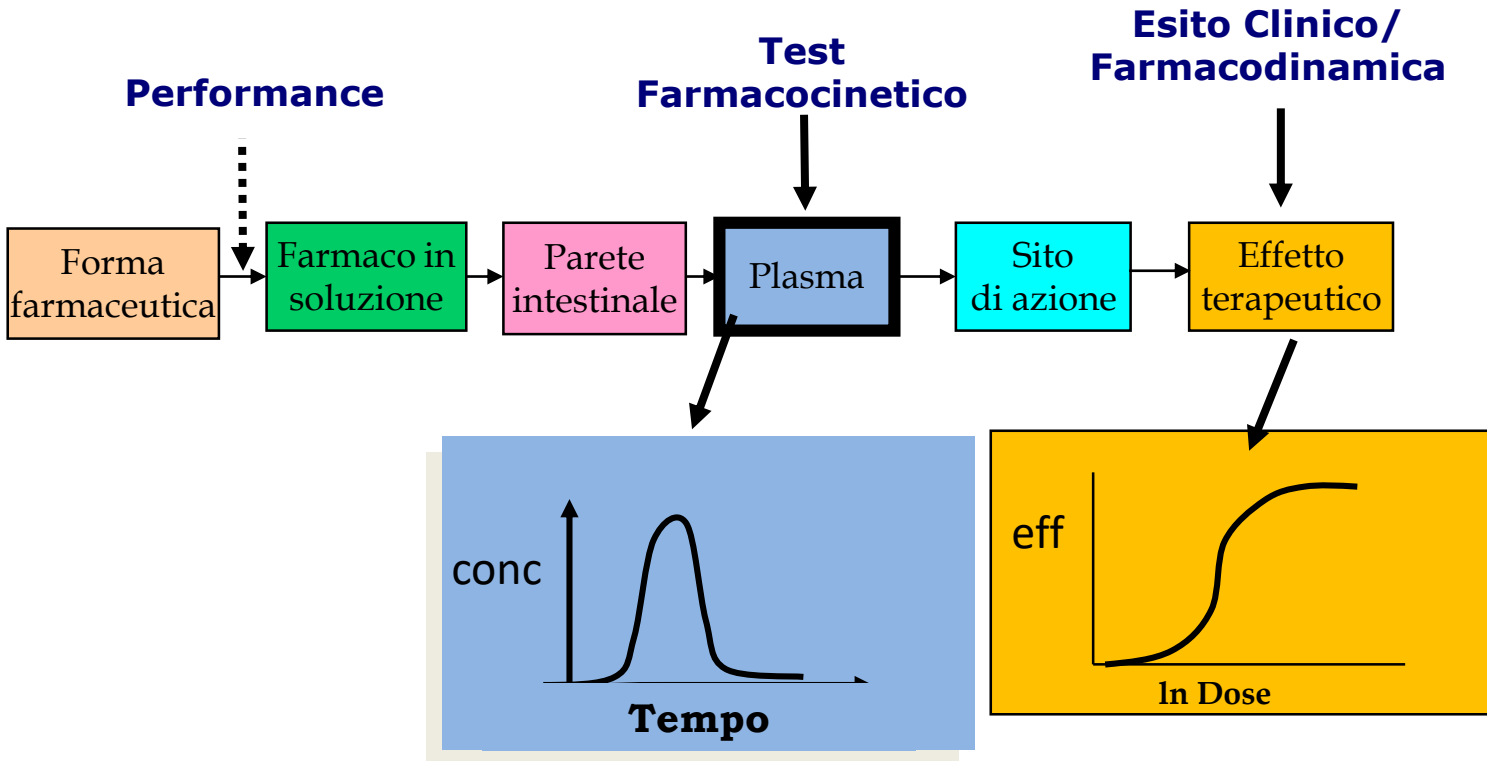 Performance
Test
Farmacocinetico
Esito Clinico/
Farmacodinamica
Forma
farmaceutica
Farmaco in
soluzione
Parete
intestinale
Plasma
Sito
di azione
Effetto
terapeutico
conc
Tempo
eff
ln Dose